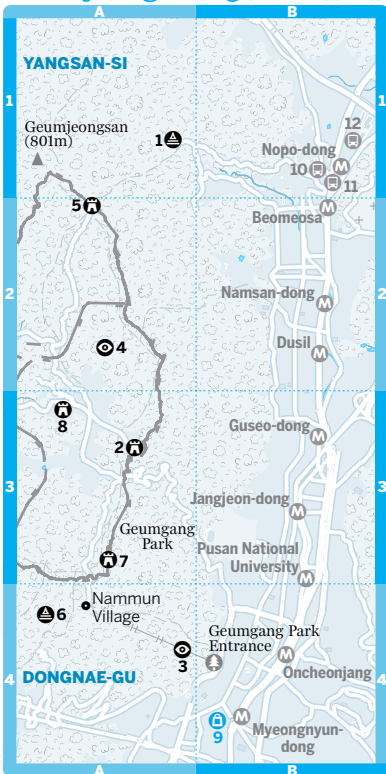 A
B
YANGSAN-SI
1
1
Geumjeongsan
(801m)
1
12
Nopo-dong
10
11
5
Beomeosa
2
2
Namsan-dong
4
Dusil
8
2
Guseo-dong
3
3
Jangjeon-dong
Geumgang
Park
Pusan National
University
7
Nammun
Village
6
Geumgang Park
Entrance
3
Oncheonjang
4
4
DONGNAE-GU
9
Myeongnyun-
dong
A
B